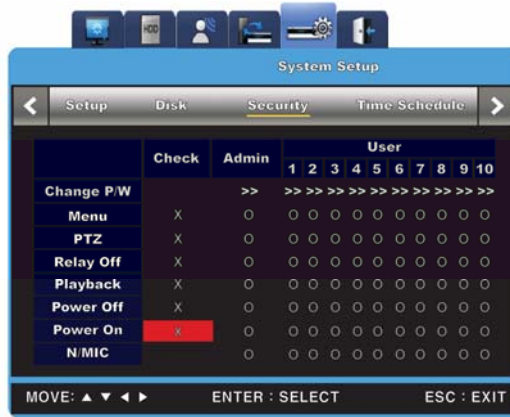 HDD
System Setup
Setup Disk Security Time Schedule
Check Admin User
1 2 3 4 5 6 7 8 9 10
Change P/W >> >> >> >> >> >> >> >> >> >> >>
Menu X O O O O O O O O O O O
PTZ X O O O O O O O O O O O
Relay Off X O O O O O O O O O O O
Playback X O O O O O O O O O O O
Power Off X O O O O O O O O O O O
Power On X O O O O O O O O O O O
N/MIC O O O O O O O O O O O
MOVE: ▲ ▼ ◀ ▶ ENTER : SELECT ESC : EXIT